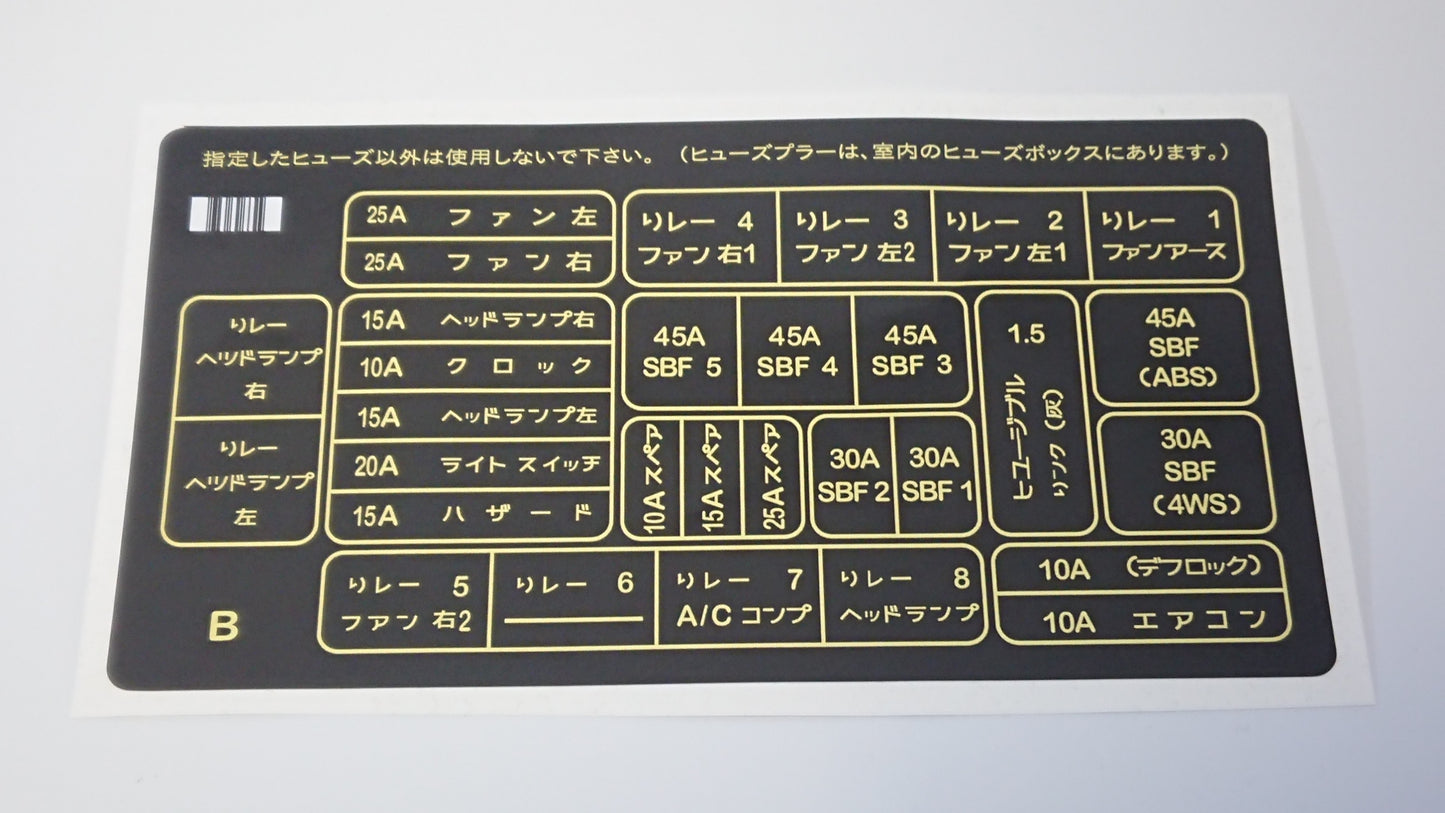 指定したヒューズ以外は使用しないで下さい。 (ヒューズプラーは、室内のヒューズボックスにあります。)
25A ファン左
25A ファン右
りレー 4
ファン右1
りレー 3
ファン左2
りレー 2
ファン左1
りレー 1
ファンアース
りレー
ヘッドランプ
右
りレー
ヘッドランプ
左
15A ヘッドランプ右
10A クロック
15A ヘッドランプ左
20A ライト スイッチ
15A ハザード
45A
SBF 5
45A
SBF 4
45A
SBF 3
10A スペア
15A スペア
25A スペア
30A
SBF 2
30A
SBF 1
1.5
ヒユージブル
りンク (灰)
45A
SBF
(ABS)
30A
SBF
(4WS)
りレー 5
ファン 右2
りレー 6
りレー 7
A/C コンプ
りレー 8
ヘッドランプ
10A (デフロック)
10A エアコン
B